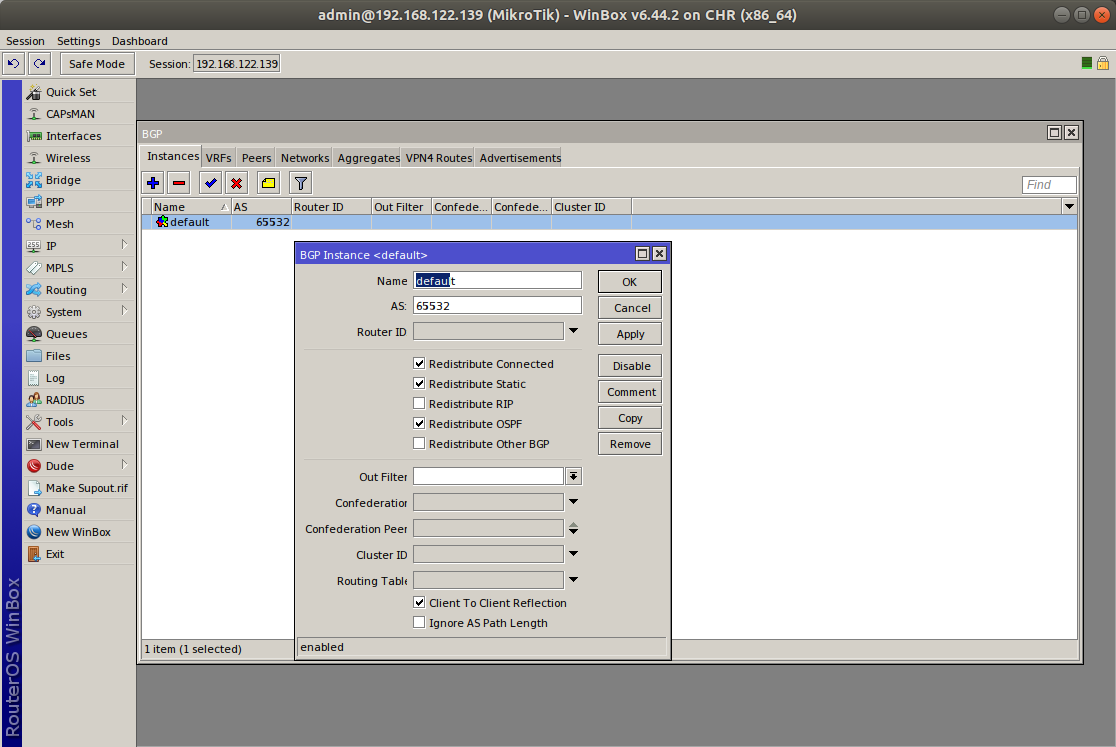 admin@192.168.122.139 (MikroTik) - WinBox v6.44.2 on CHR (x86_64)
Session Settings Dashboard
Safe Mode Session: 192.168.122.139
Quick Set
CAPsMAN
Interfaces
Wireless
Bridge
PPP
Mesh
IP
MPLS
Routing
System
Queues
Files
Log
RADIUS
Tools
New Terminal
Dude
Make Supout.rif
Manual
New WinBox
Exit
RouterOS WinBox
BGP
Instances VRFs Peers Networks Aggregates VPN4 Routes Advertisements
Find
Name AS Router ID Out Filter Confede... Confede... Cluster ID
default 65532
BGP Instance <default>
Name default
AS: 65532
Router ID
Redistribute Connected
Redistribute Static
Redistribute RIP
Redistribute OSPF
Redistribute Other BGP
Out Filter
Confederation
Confederation Peer
Cluster ID
Routing Table
Client To Client Reflection
Ignore AS Path Length
OK
Cancel
Apply
Disable
Comment
Copy
Remove
enabled
1 item (1 selected)